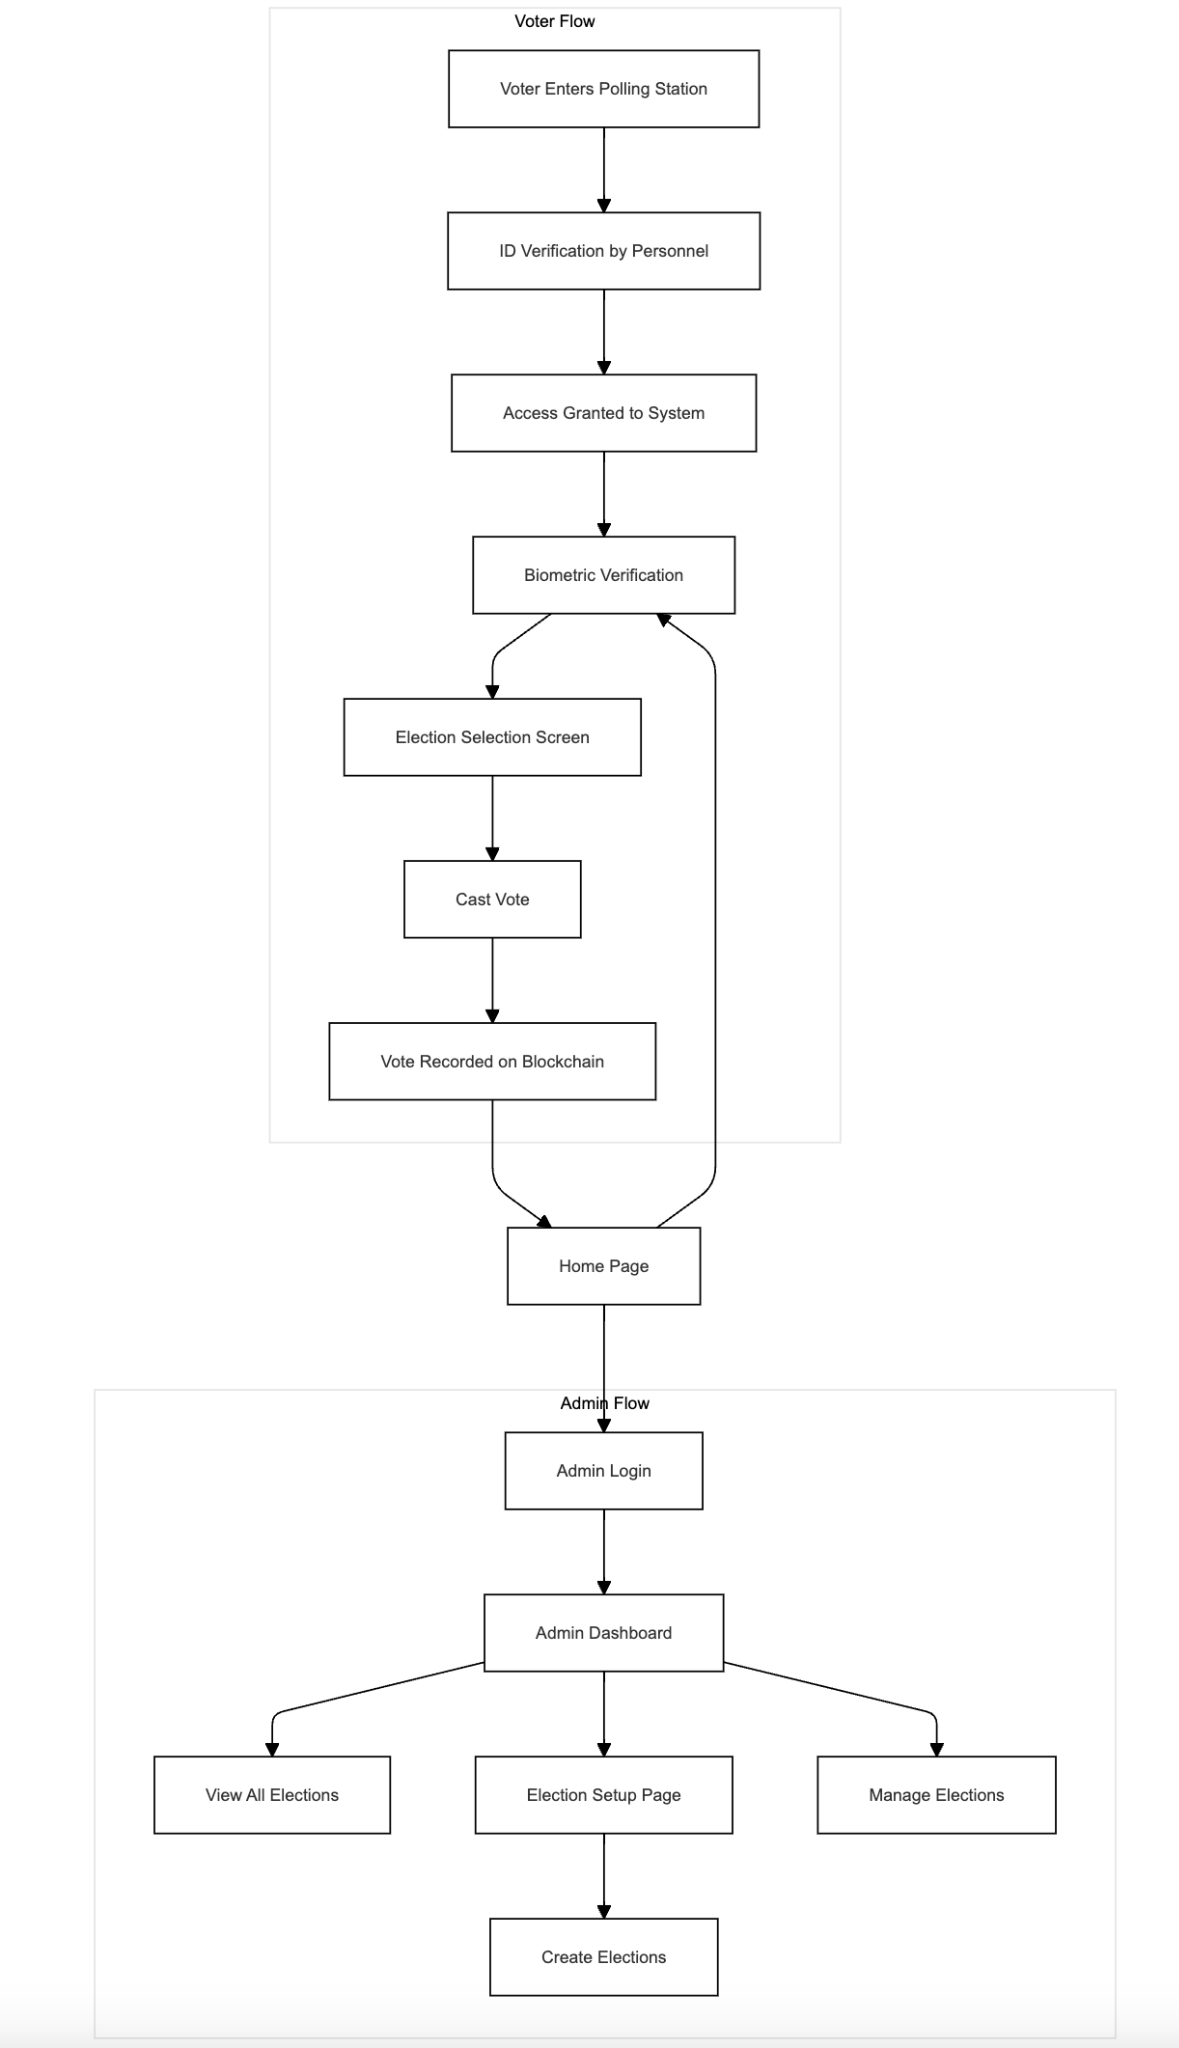 Voter Flow
Voter Enters Polling Station
ID Verification by Personnel
Access Granted to System
Biometric Verification
Election Selection Screen
Cast Vote
Vote Recorded on Blockchain
Home Page
Admin Flow
Admin Login
Admin Dashboard
View All Elections
Election Setup Page
Manage Elections
Create Elections